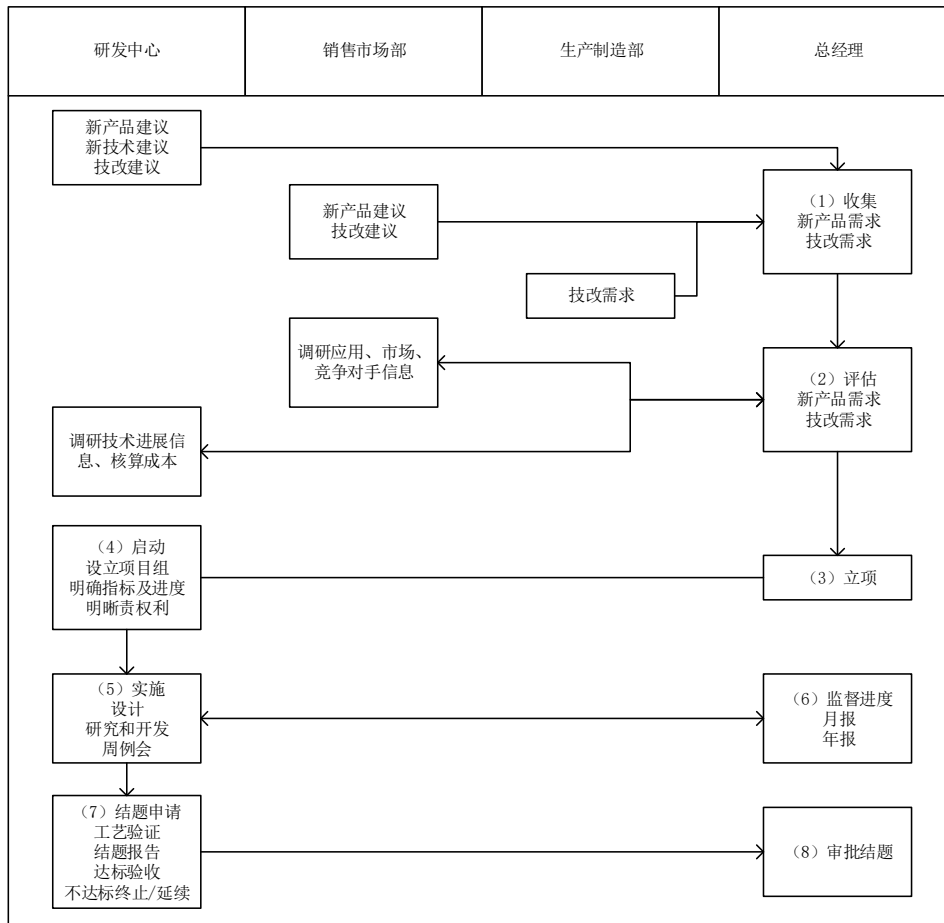 研发中心
销售市场部
生产制造部
总经理
新产品建议
新技术建议
技改建议
（1）收集
新产品需求
技改需求
新产品建议
技改建议
技改需求
调研应用、市场、
竞争对手信息
（2）评估
新产品需求
技改需求
调研技术进展信
息、核算成本
（4）启动
设立项目组
明确指标及进度
明晰责权利
（3）立项
（5）实施
设计
研究和开发
周例会
（6）监督进度
月报
年报
（7）结题申请
工艺验证
结题报告
达标验收
不达标终止/延续
（8）审批结题